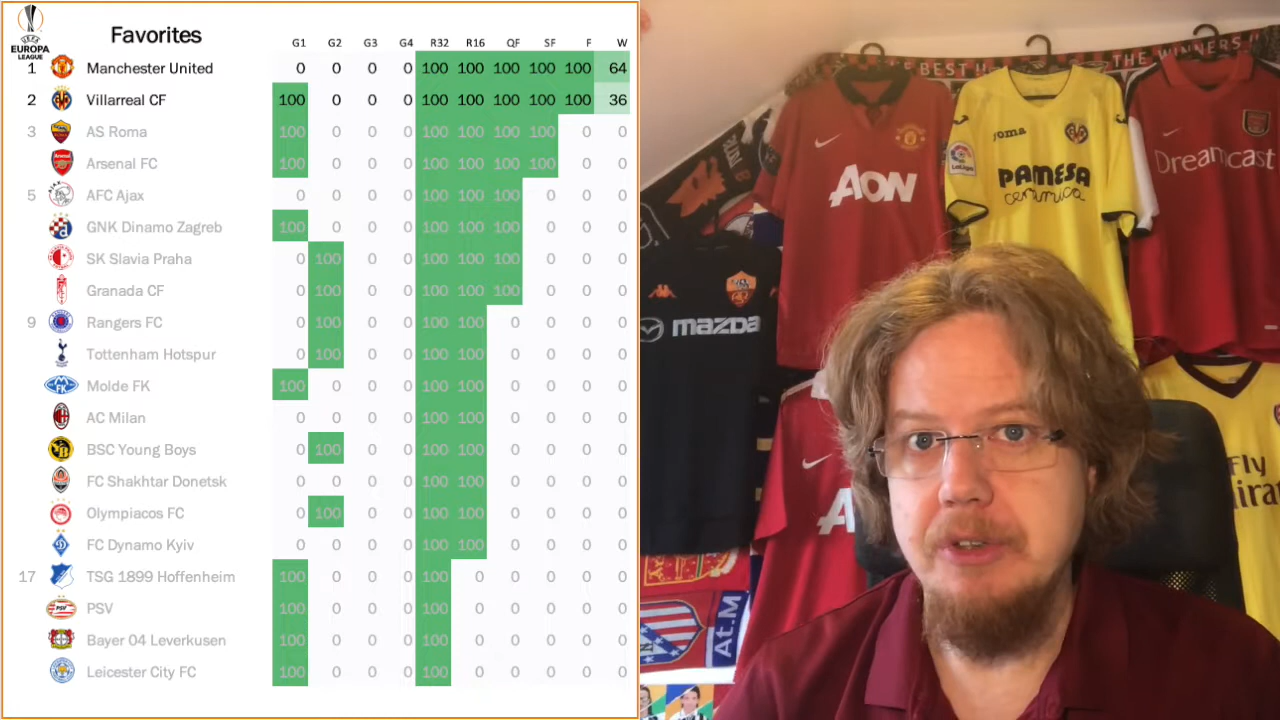 UEFA
EUROPA
LEAGUE
Favorites
G1 G2 G3 G4 R32 R16 QF SF F W
1 Manchester United 0 0 0 0 100 100 100 100 100 64
2 Villarreal CF 100 0 0 0 100 100 100 100 100 36
3 AS Roma 100 0 0 0 100 100 100 100 0 0
Arsenal FC 100 0 0 0 100 100 100 100 0 0
5 AFC Ajax 0 0 0 0 100 100 100 0 0 0
GNK Dinamo Zagreb 100 0 0 0 100 100 100 0 0 0
SK Slavia Praha 0 100 0 0 100 100 100 0 0 0
Granada CF 0 100 0 0 100 100 100 0 0 0
9 Rangers FC 0 100 0 0 100 100 0 0 0 0
Tottenham Hotspur 0 100 0 0 100 100 0 0 0 0
Molde FK 100 0 0 0 100 100 0 0 0 0
AC Milan 0 0 0 0 100 100 0 0 0 0
BSC Young Boys 0 100 0 0 100 100 0 0 0 0
FC Shakhtar Donetsk 0 0 0 0 100 100 0 0 0 0
Olympiacos FC 0 100 0 0 100 100 0 0 0 0
FC Dynamo Kyiv 0 0 0 0 100 100 0 0 0 0
17 TSG 1899 Hoffenheim 100 0 0 0 100 0 0 0 0 0
PSV 100 0 0 0 100 0 0 0 0 0
Bayer 04 Leverkusen 100 0 0 0 100 0 0 0 0 0
Leicester City FC 100 0 0 0 100 0 0 0 0 0
BEST
THE WINNERS
AON
Joma
LaLiga
PAMESA
cerámica
Dreamcast
Arsenal
mazda
A
Fly
At.M